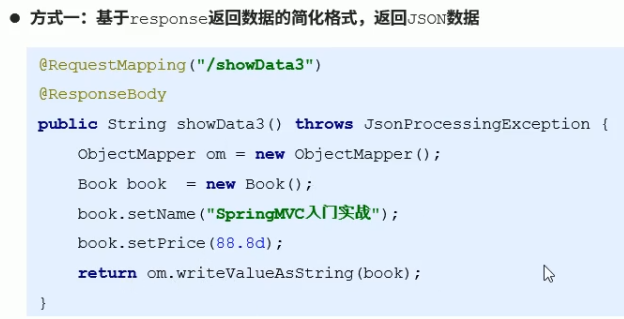 ● 方式一：基于response返回数据的简化格式，返回JSON数据
@RequestMapping("/showData3")
@ResponseBody
public String showData3() throws JsonProcessingException {
    ObjectMapper om = new ObjectMapper();
    Book book  = new Book();
    book.setName("SpringMVC入门实战");
    book.setPrice(88.8d);
    return om.writeValueAsString(book);
}